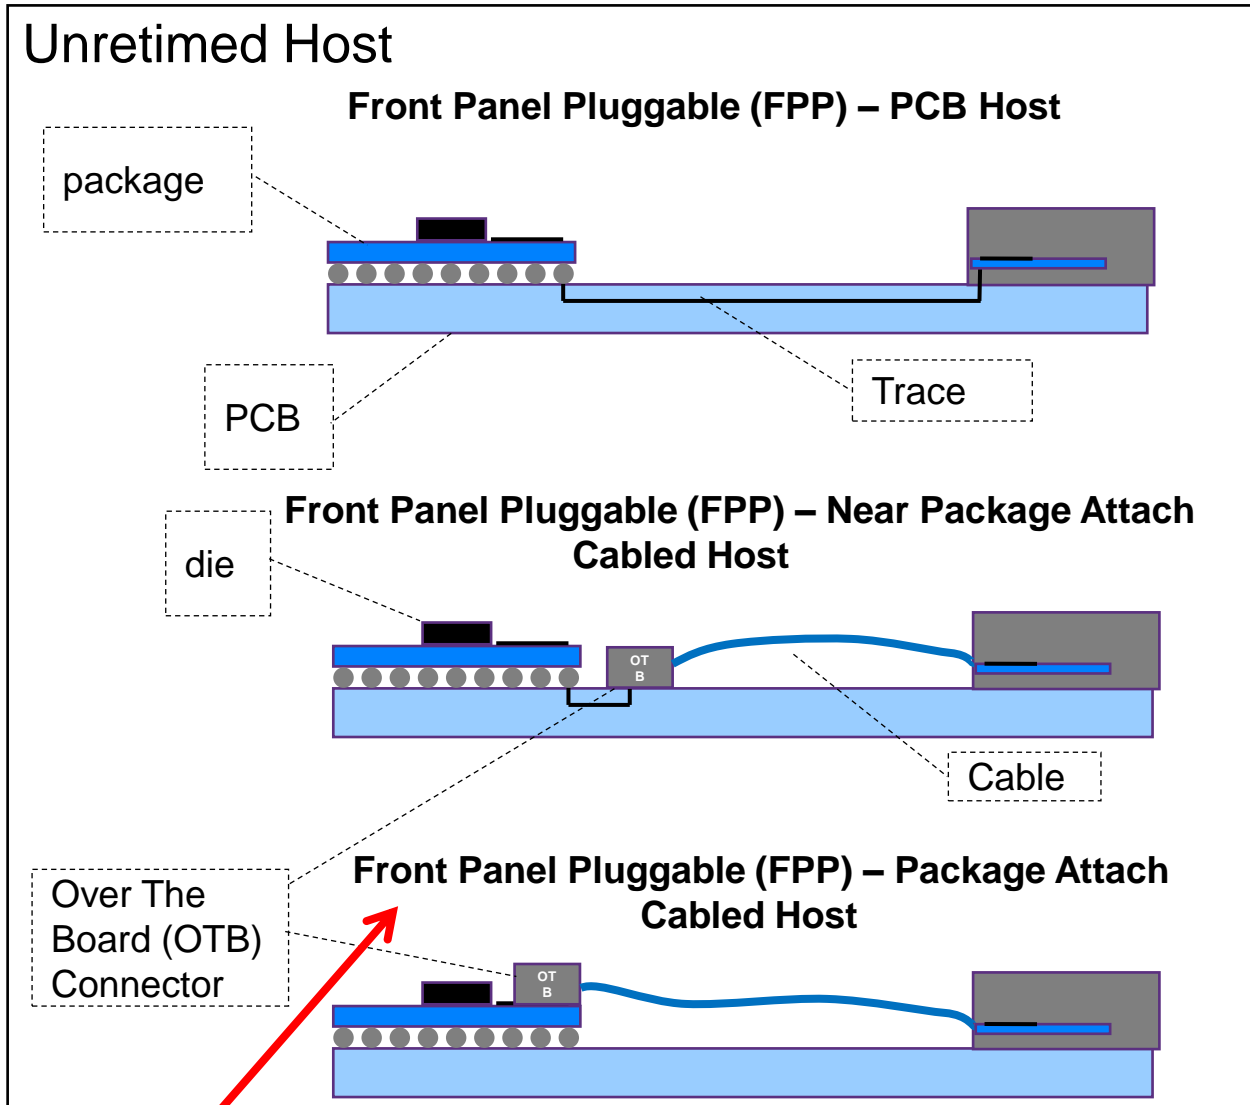 Unretimed Host
Front Panel Pluggable (FPP) – PCB Host
package
PCB
Trace
Front Panel Pluggable (FPP) – Near Package Attach
Cabled Host
die
OT
B
Cable
Front Panel Pluggable (FPP) – Package Attach
Cabled Host
Over The
Board (OTB)
Connector
OT
B